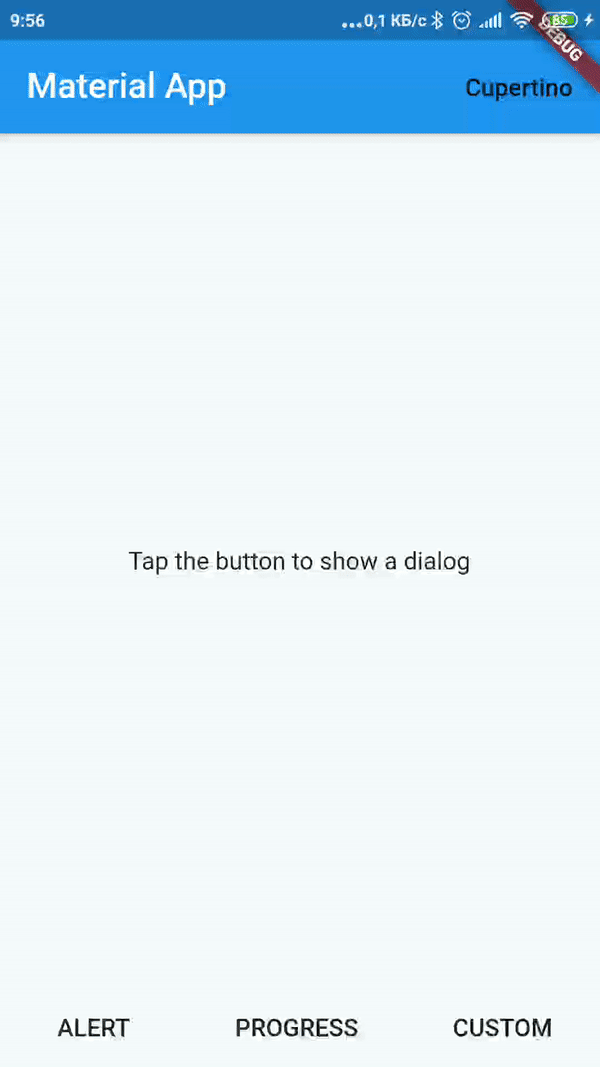 9:56 ...0,1 КБ/с 85
DEBUG
Material App Cupertino
Tap the button to show a dialog
ALERT PROGRESS CUSTOM